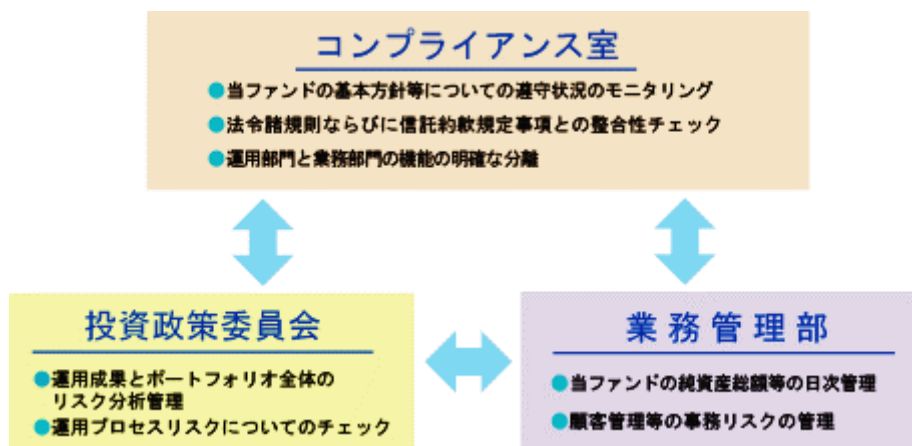 コンプライアンス室
●当ファンドの基本方針等についての遵守状況のモニタリング
●法令諸規則ならびに信託約款規定事項との整合性チェック
●運用部門と業務部門の機能の明確な分離
投資政策委員会
●運用成果とポートフォリオ全体の
リスク分析管理
●運用プロセスリスクについてのチェック
業務管理部
●当ファンドの純資産総額等の日次管理
●顧客管理等の事務リスクの管理